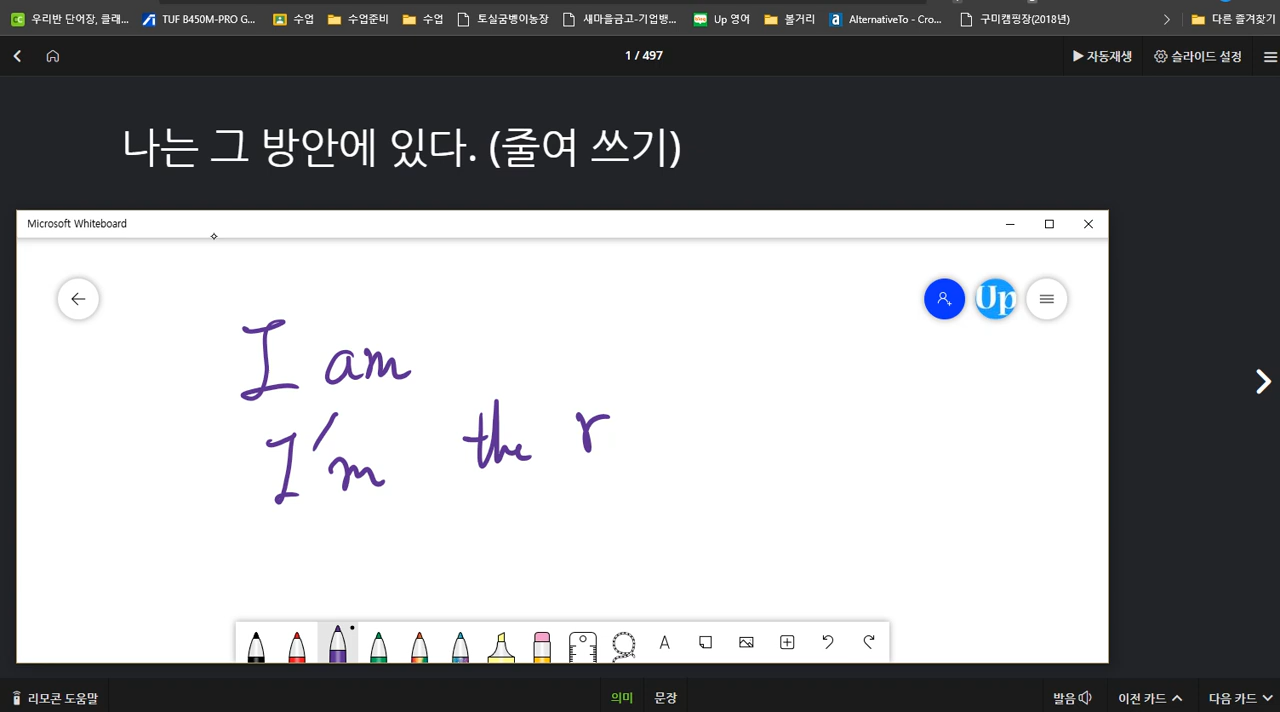 우리반 단어장, 클래... TUF B450M-PRO G... 수업 수업준비 수업 토실굼벵이농장 새마을금고-기업뱅... Up 영어 볼거리 AlternativeTo - Cro... 구미캠핑장(2018년) 다른 즐겨찾기
1 / 497 자동재생 슬라이드 설정
나는 그 방안에 있다. (줄여 쓰기)
Microsoft Whiteboard
Up
I am
I'm the r
A
리모콘 도움말 의미 문장 발음 이전 카드 다음 카드